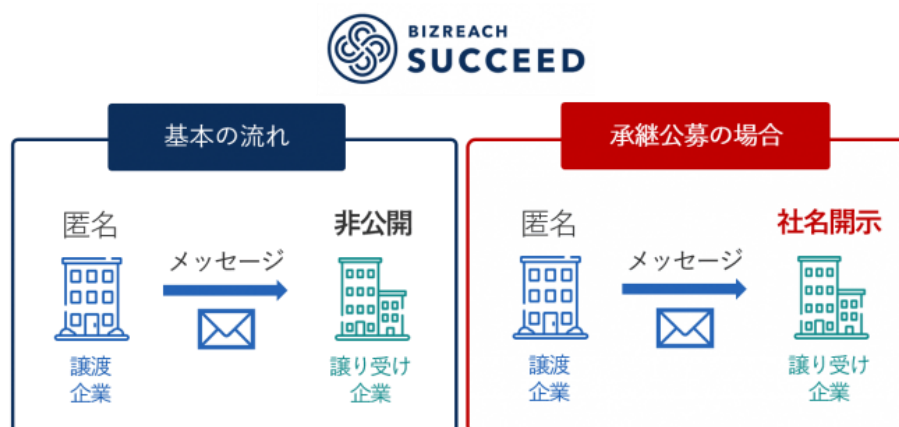 BIZREACH
SUCCEED
基本の流れ
匿名
非公開
メッセージ
譲渡
企業
譲り受け
企業
承継公募の場合
匿名
社名開示
メッセージ
譲渡
企業
譲り受け
企業